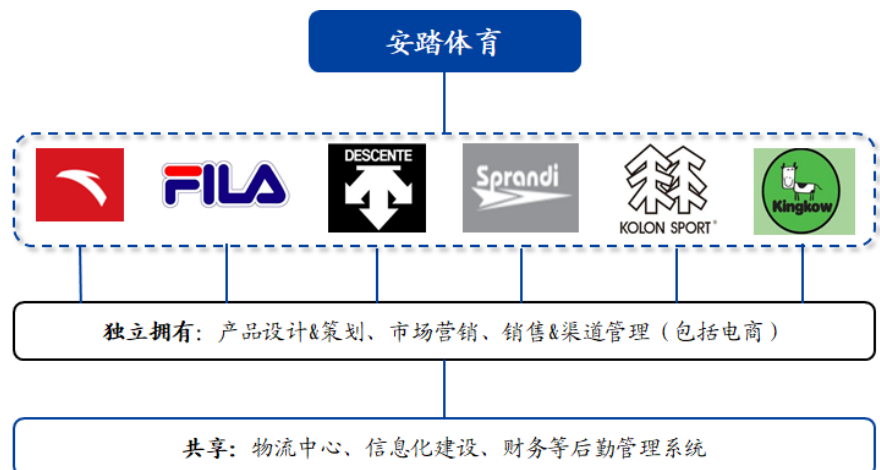 安踏体育
FILA
DESCENTE
Sprandi
KOLON SPORT®
Kingkow
独立拥有：产品设计&策划、市场营销、销售&渠道管理（包括电商）
共享：物流中心、信息化建设、财务等后勤管理系统